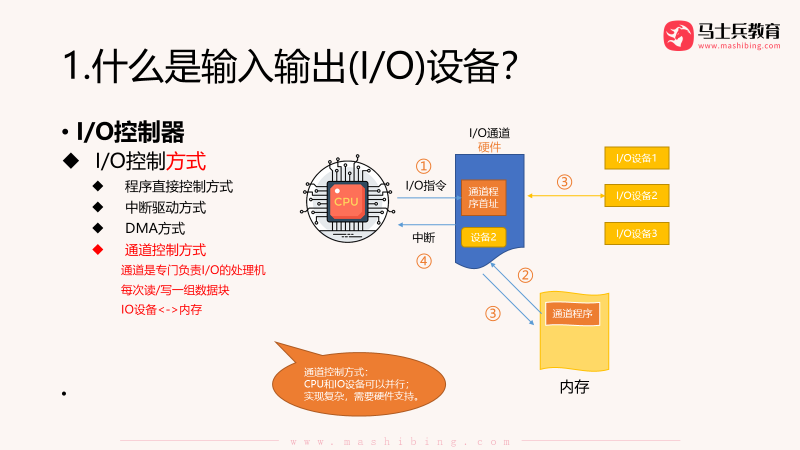 马士兵教育
www.mashibing.com
1.什么是输入输出(I/O)设备?
• I/O控制器
◆ I/O控制方式
◆ 程序直接控制方式
◆ 中断驱动方式
◆ DMA方式
◆ 通道控制方式
通道是专门负责I/O的处理机
每次读/写一组数据块
IO设备<->内存
CPU
①
I/O指令
中断
④
I/O通道
硬件
通道程
序首址
设备2
③
I/O设备1
I/O设备2
I/O设备3
②
③
通道程序
内存
通道控制方式:
CPU和IO设备可以并行;
实现复杂,需要硬件支持。
•
www.mashibing.com